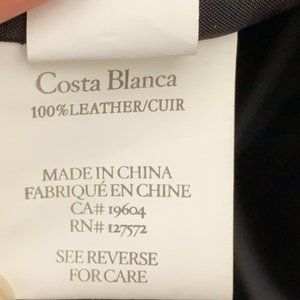 Costa Blanca
100%LEATHER/CUIR
MADE IN CHINA
FABRIQUÉ EN CHINE
CA# 19604
RN# 127572
SEE REVERSE
FOR CARE